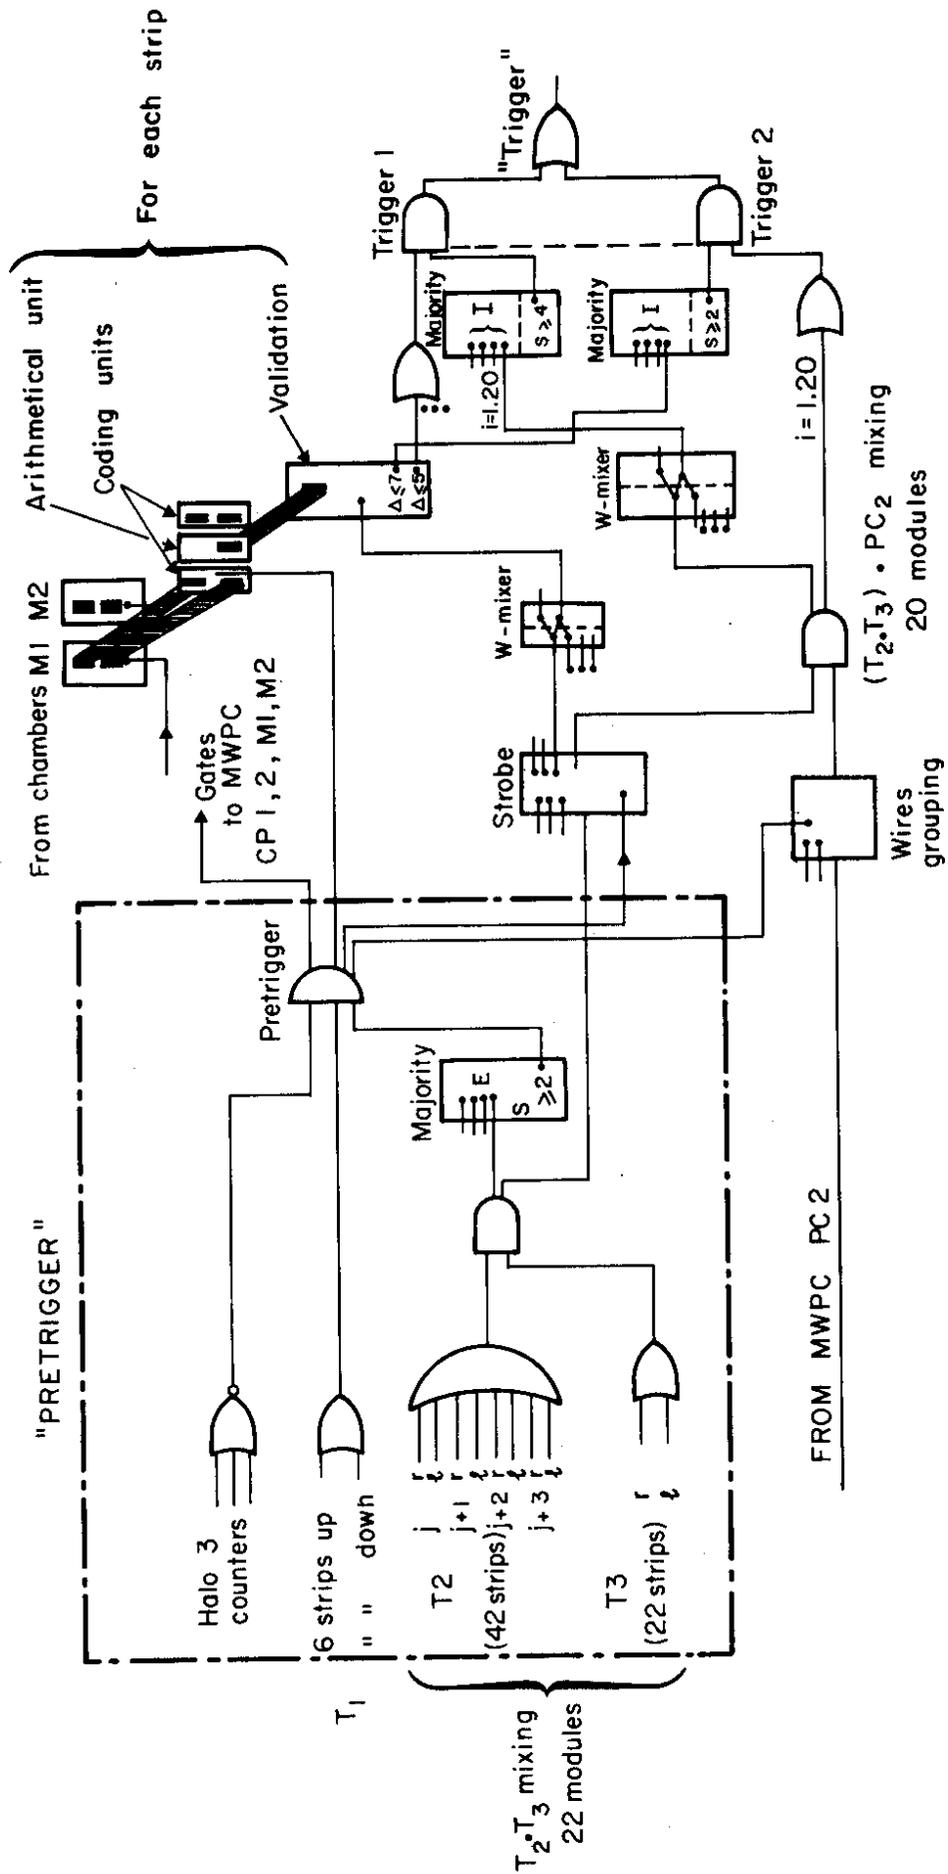 "PRETRIGGER"
Halo 3
counters
6 strips up
" " down
T1
T2
(42 strips)
j
j+1
j+2
j+3
r
ℓ
r
ℓ
r
ℓ
r
ℓ
T3
(22 strips)
r
ℓ
T2•T3 mixing
22 modules
Majority
E
S
≥2
Pretrigger
Gates
to MWPC
CP 1, 2, M1, M2
From chambers M1 M2
Arithmetical unit
Coding units
For each strip
Validation
Δ≤7
Δ≤5
Strobe
W-mixer
W-mixer
Majority
I
S≥4
i=1.20
Majority
I
S≥2
Trigger 1
"Trigger"
Trigger 2
i = 1.20
(T2•T3) • PC2 mixing
20 modules
Wires
grouping
FROM MWPC PC 2